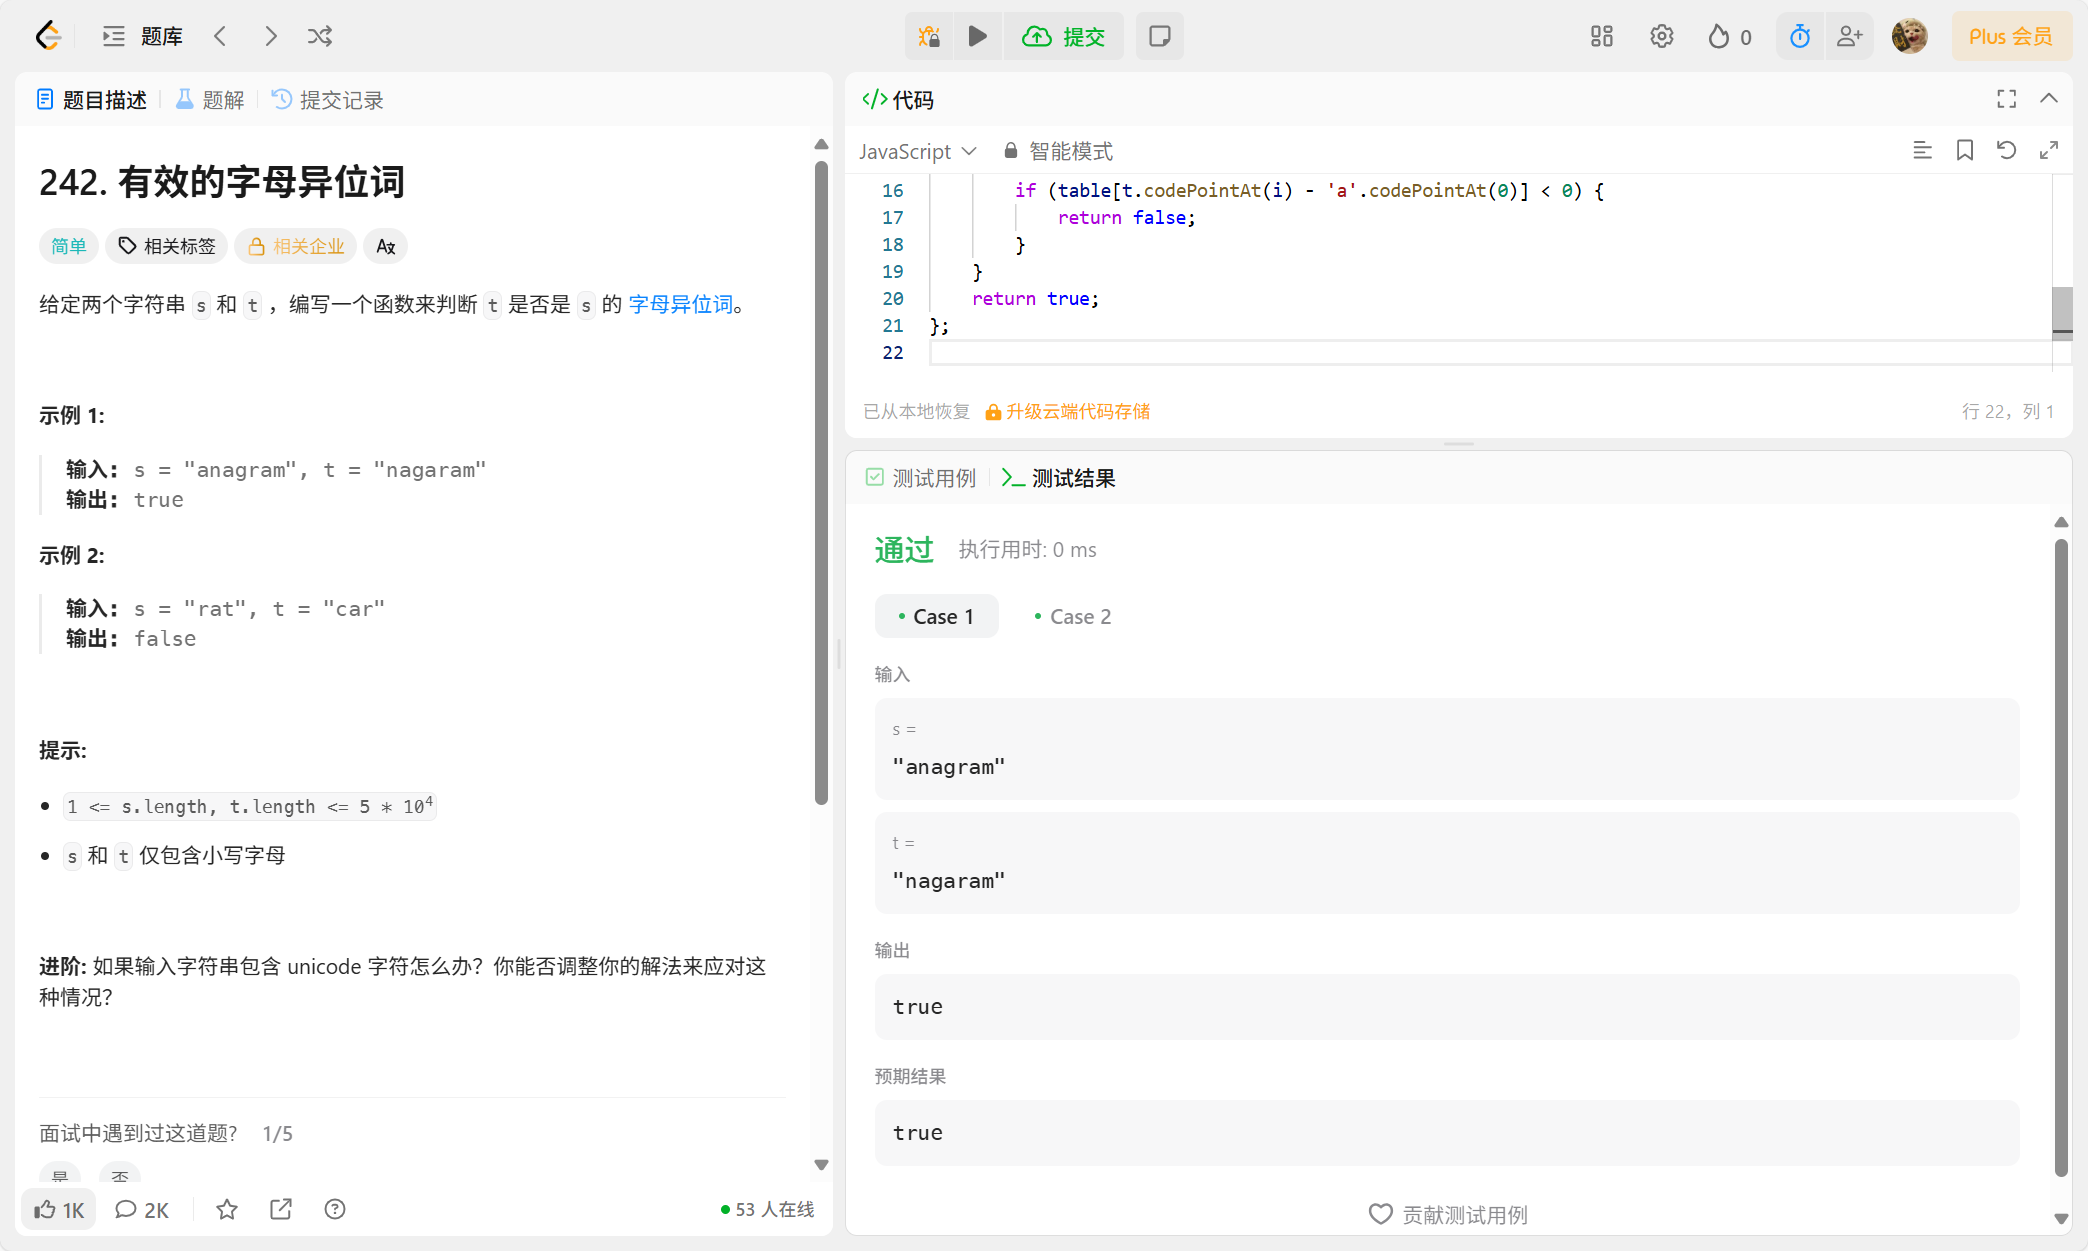 题库
提交
0
Plus 会员
题目描述
题解
提交记录
242. 有效的字母异位词
简单
相关标签
相关企业
给定两个字符串 s 和 t ，编写一个函数来判断 t 是否是 s 的 字母异位词。
示例 1:
输入: s = "anagram", t = "nagaram"
输出: true
示例 2:
输入: s = "rat", t = "car"
输出: false
提示:
1 <= s.length, t.length <= 5 * 10⁴
s 和 t 仅包含小写字母
进阶: 如果输入字符串包含 unicode 字符怎么办？你能否调整你的解法来应对这
种情况？
面试中遇到过这道题? 1/5
是 否
1K
2K
53 人在线
</>代码
JavaScript
智能模式
16 if (table[t.codePointAt(i) - 'a'.codePointAt(0)] < 0) {
17 return false;
18 }
19 }
20 return true;
21 };
22
已从本地恢复
升级云端代码存储
行 22，列 1
测试用例
测试结果
通过 执行用时: 0 ms
• Case 1
• Case 2
输入
s =
"anagram"
t =
"nagaram"
输出
true
预期结果
true
贡献测试用例